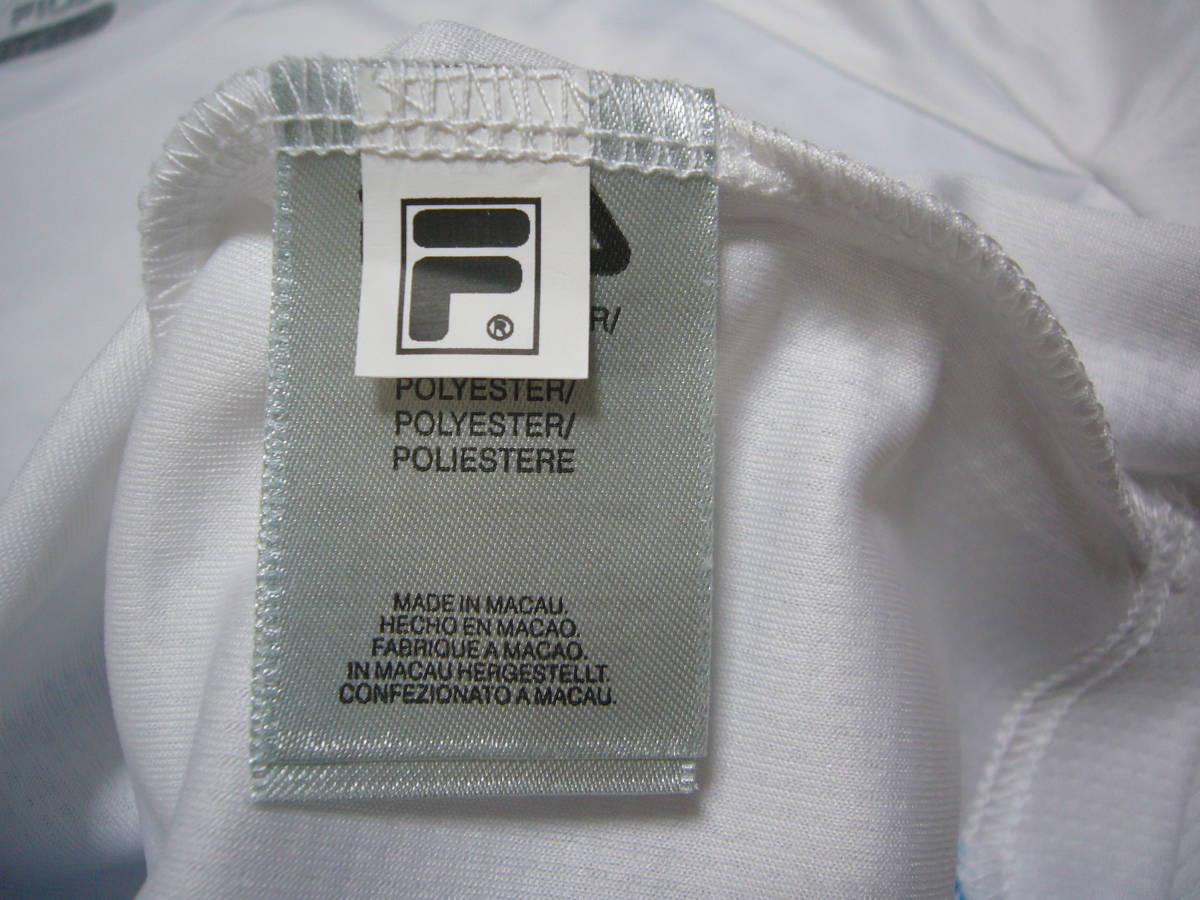 F
®
R/
POLYESTER/
POLYESTER/
POLIESTERE
MADE IN MACAU.
HECHO EN MACAO.
FABRIQUE A MACAO.
IN MACAU HERGESTELLT.
CONFEZIONATO A MACAU.